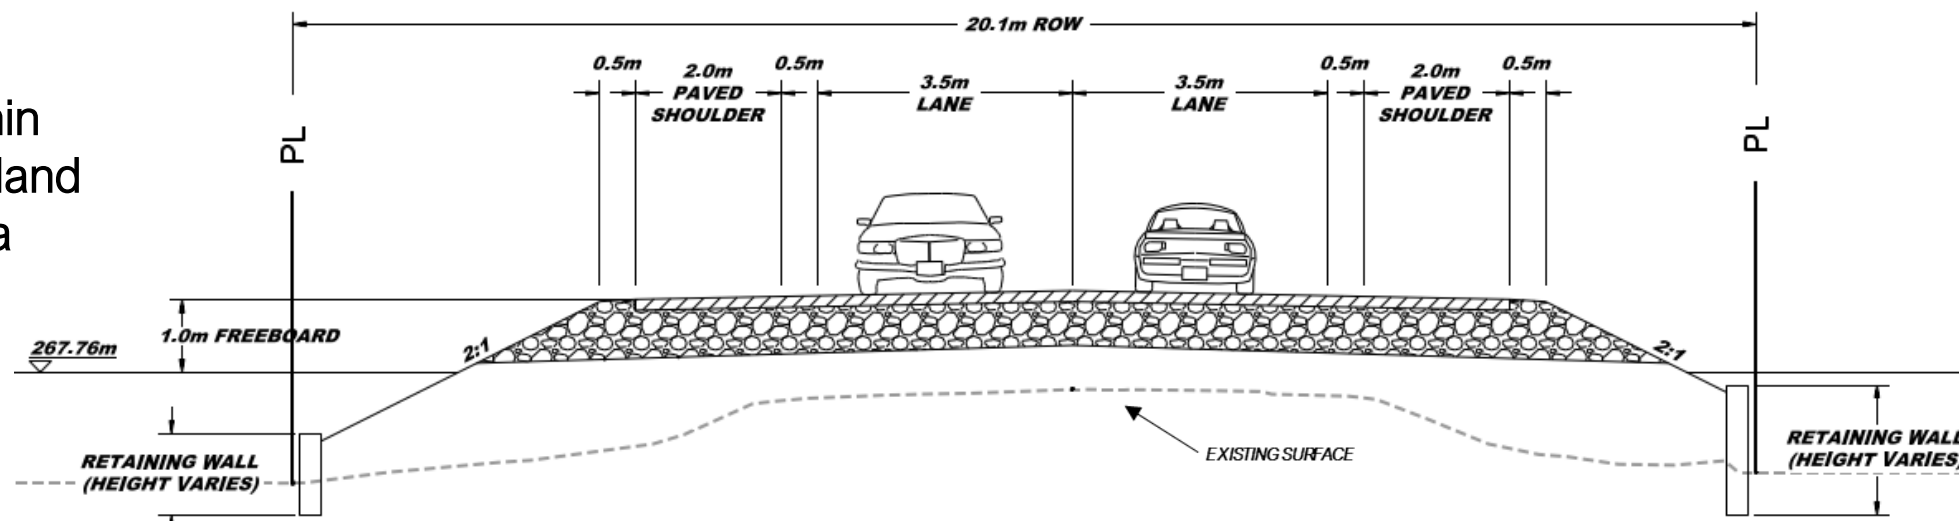 20.1m ROW
0.5m
2.0m
PAVED
SHOULDER
0.5m
3.5m
LANE
3.5m
LANE
0.5m
2.0m
PAVED
SHOULDER
0.5m
land
a
PL
PL
1.0m FREEBOARD
267.76m
2:1
2:1
RETAINING WALL
(HEIGHT VARIES)
EXISTING SURFACE
RETAINING WALL
(HEIGHT VARIES)